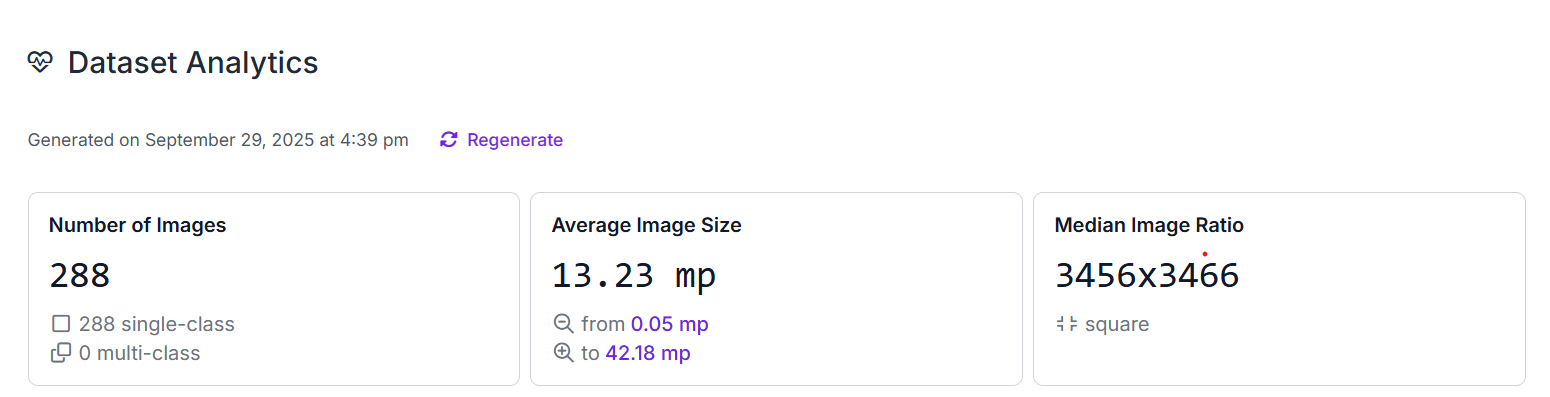 Dataset Analytics
Generated on September 29, 2025 at 4:39 pm
Regenerate
Number of Images
288
288 single-class
0 multi-class
Average Image Size
13.23 mp
from 0.05 mp
to 42.18 mp
Median Image Ratio
3456x3466
square